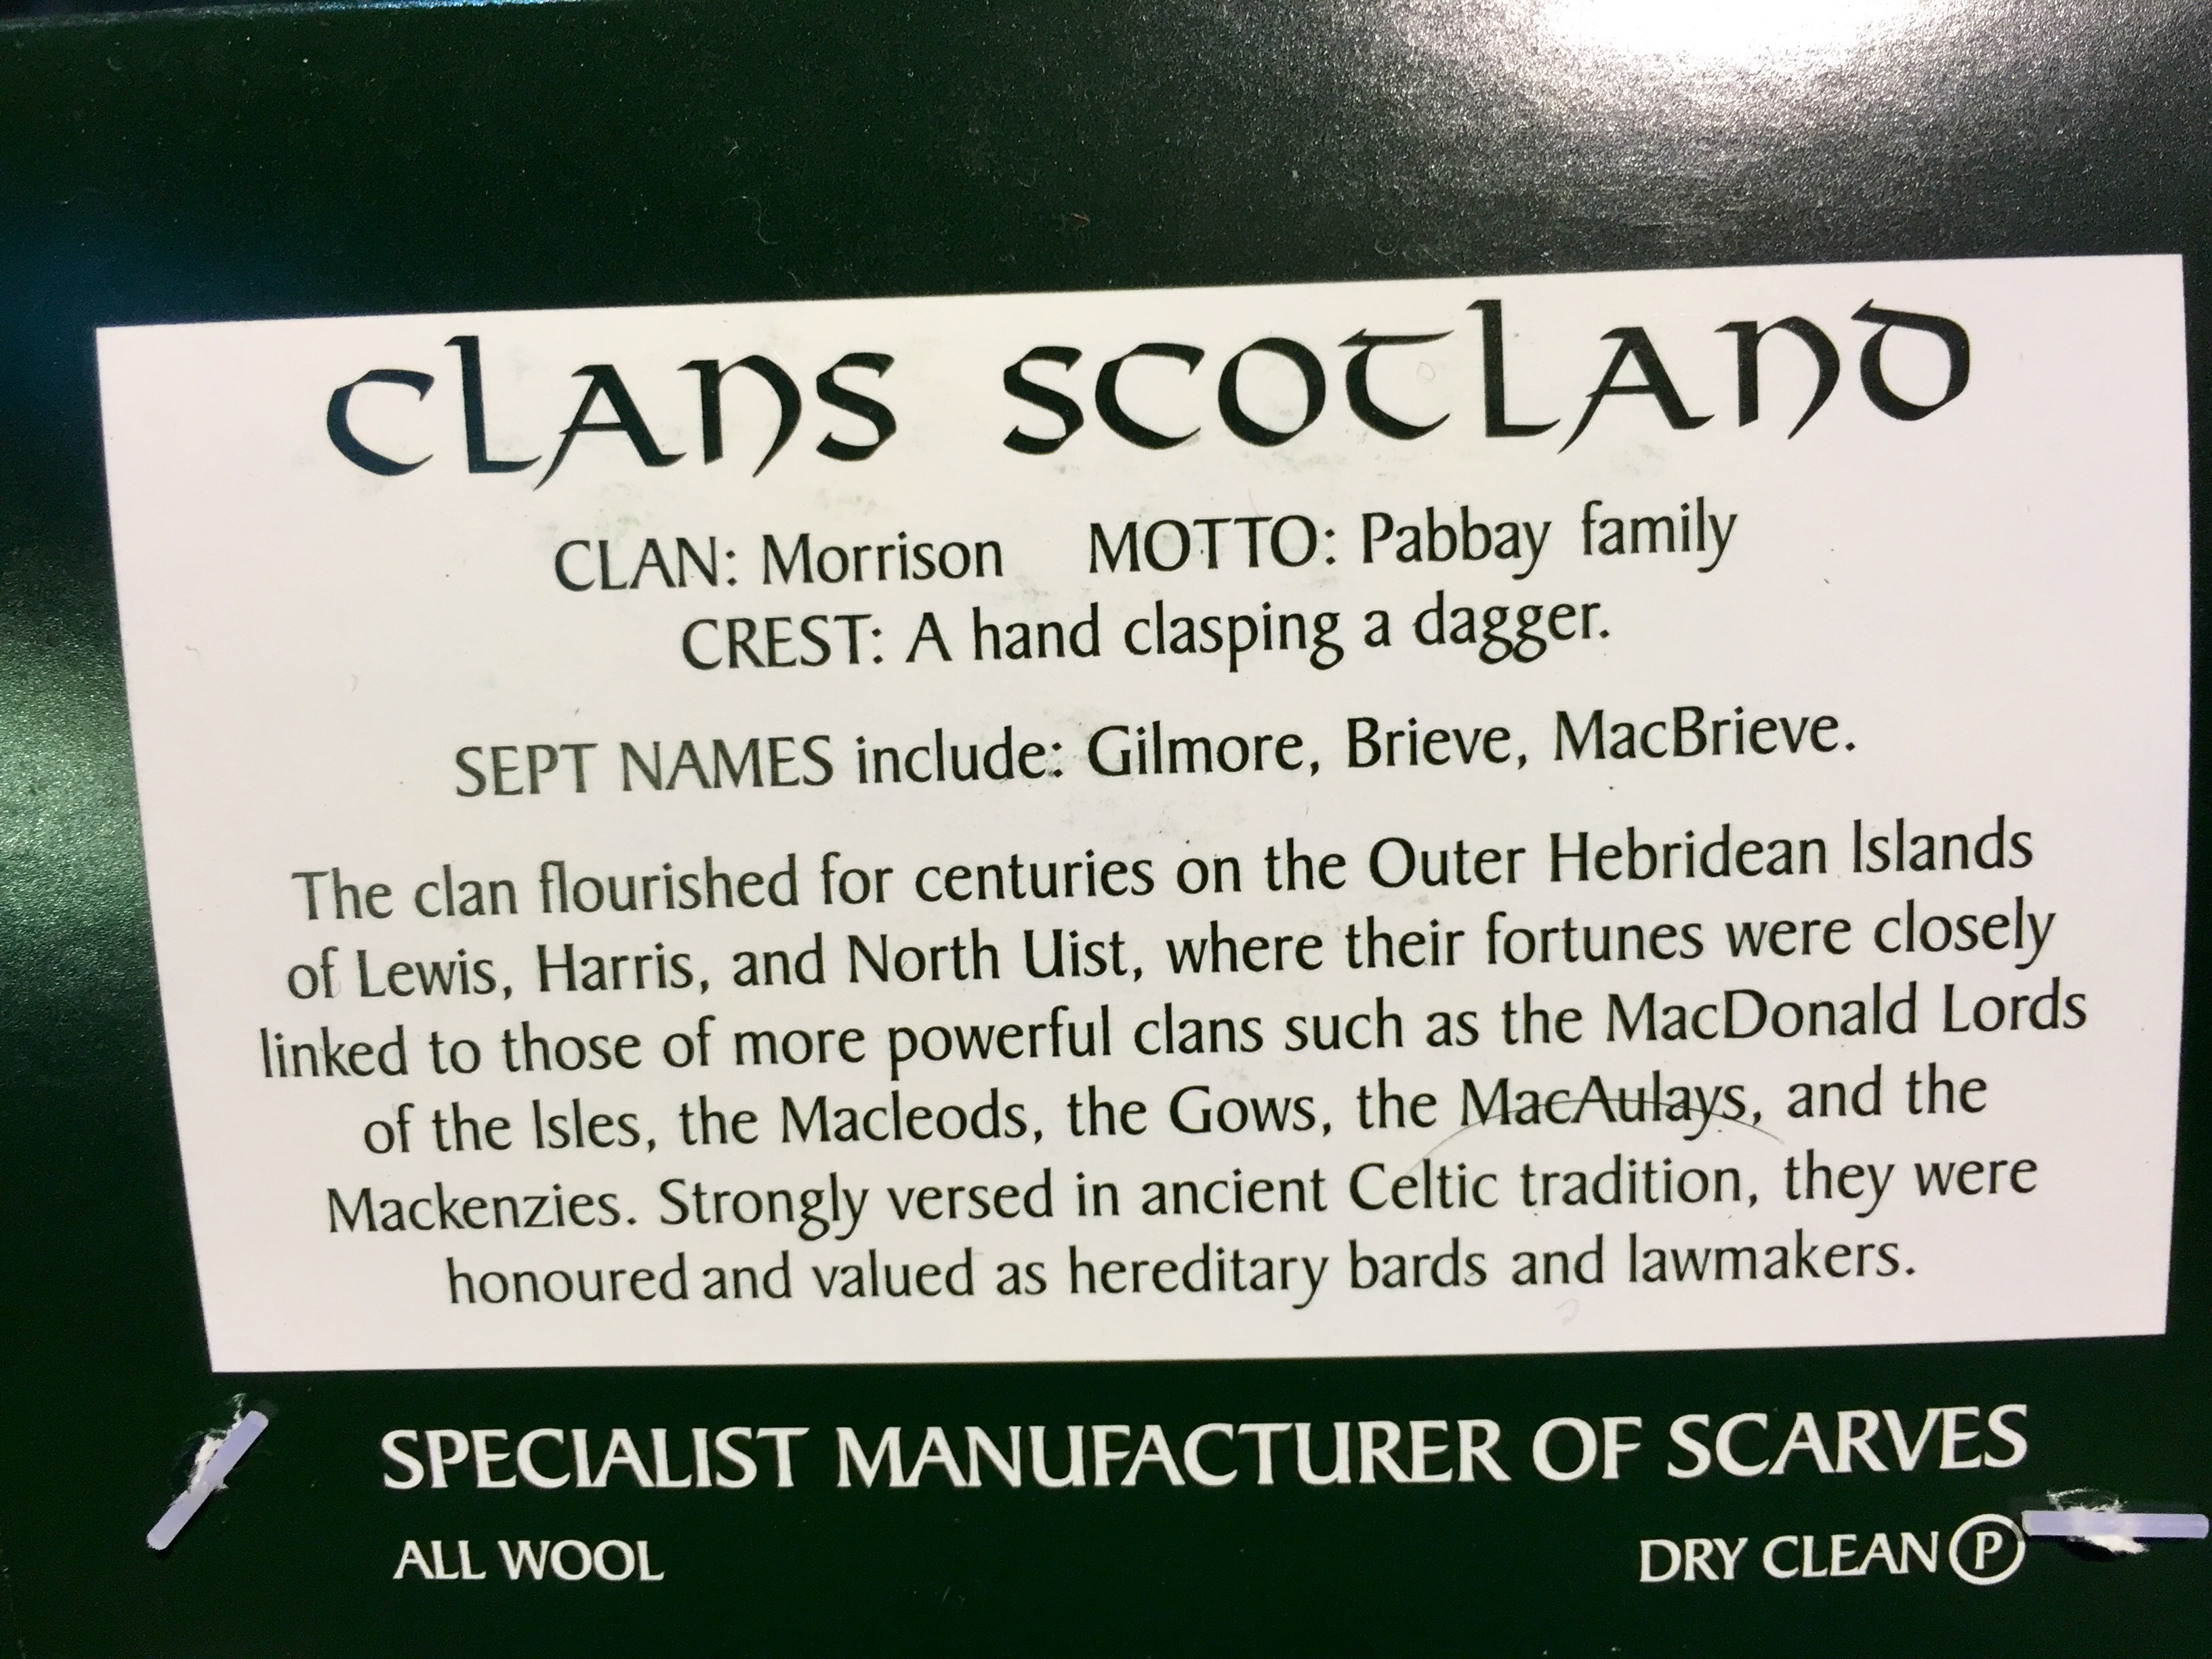 CLANS SCOTLAND
CLAN: Morrison MOTTO: Pabbay family
CREST: A hand clasping a dagger.
SEPT NAMES include: Gilmore, Brieve, MacBrieve.
The clan flourished for centuries on the Outer Hebridean Islands
of Lewis, Harris, and North Uist, where their fortunes were closely
linked to those of more powerful clans such as the MacDonald Lords
of the Isles, the Macleods, the Gows, the MacAulays, and the
Mackenzies. Strongly versed in ancient Celtic tradition, they were
honoured and valued as hereditary bards and lawmakers.
SPECIALIST MANUFACTURER OF SCARVES
ALL WOOL DRY CLEAN Ⓟ